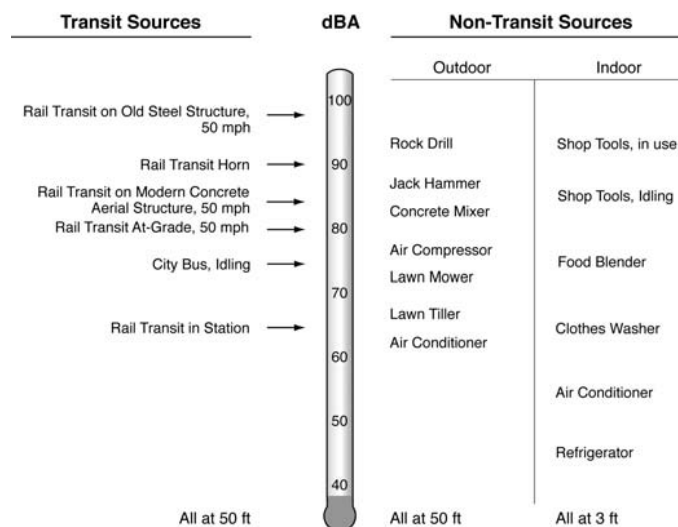 Transit Sources
dBA
Non-Transit Sources
Outdoor
Indoor
100
Rail Transit on Old Steel Structure,
50 mph
Rock Drill
Shop Tools, in use
Rail Transit Horn
90
Rail Transit on Modern Concrete
Aerial Structure, 50 mph
Jack Hammer
Shop Tools, Idling
Concrete Mixer
Rail Transit At-Grade, 50 mph
80
Air Compressor
City Bus, Idling
Food Blender
Lawn Mower
70
Lawn Tiller
Rail Transit in Station
Clothes Washer
Air Conditioner
60
Air Conditioner
50
Refrigerator
40
All at 50 ft
All at 50 ft
All at 3 ft